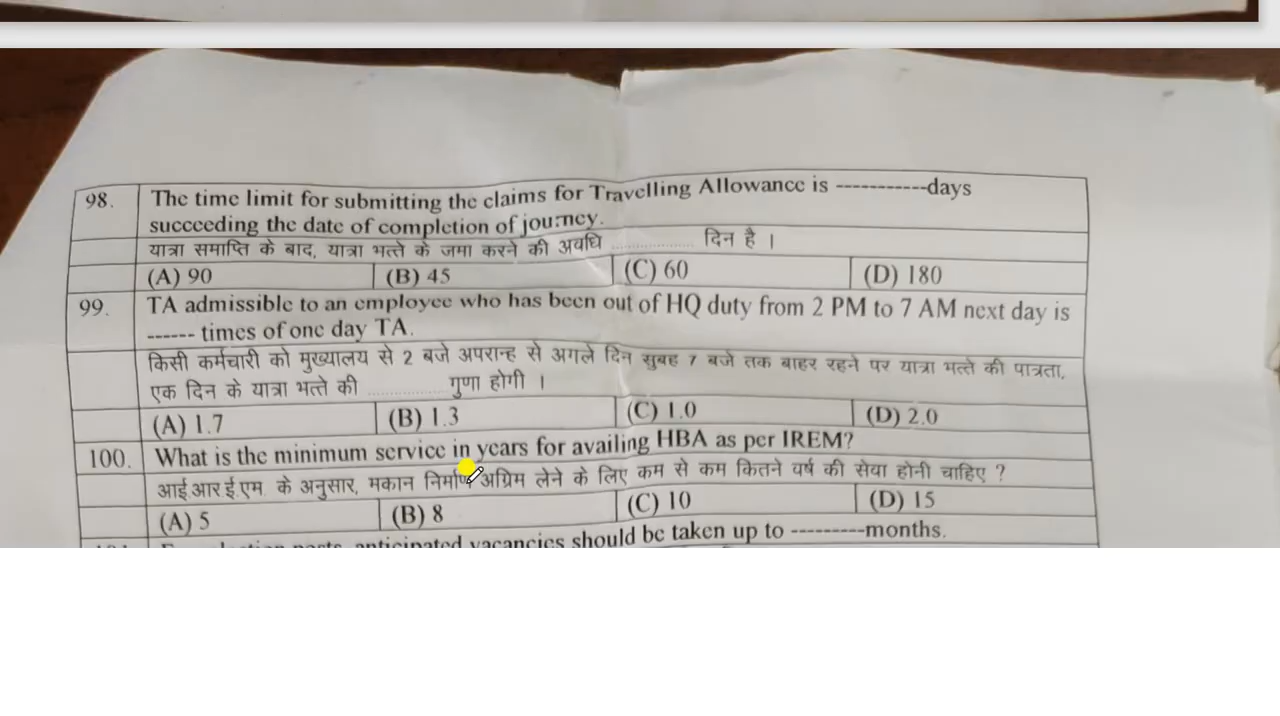 98. The time limit for submitting the claims for Travelling Allowance is -----------days
succeeding the date of completion of journey.
यात्रा समाप्ति के बाद, यात्रा भत्ते के जमा करने की अवधि .................... दिन है ।
(A) 90 (B) 45 (C) 60 (D) 180
99. TA admissible to an employee who has been out of HQ duty from 2 PM to 7 AM next day is
------ times of one day TA.
किसी कर्मचारी को मुख्यालय से 2 बजे अपरान्ह से अगले दिन सुबह 7 बजे तक बाहर रहने पर यात्रा भत्ते की पात्रता,
एक दिन के यात्रा भत्ते की .................. गुणा होगी ।
(A) 1.7 (B) 1.3 (C) 1.0 (D) 2.0
100. What is the minimum service in years for availing HBA as per IREM?
आई.आर.ई.एम. के अनुसार, मकान निर्माण अग्रिम लेने के लिए कम से कम कितने वर्ष की सेवा होनी चाहिए ?
(A) 5 (B) 8 (C) 10 (D) 15
posts, anticipated vacancies should be taken up to ---------months.